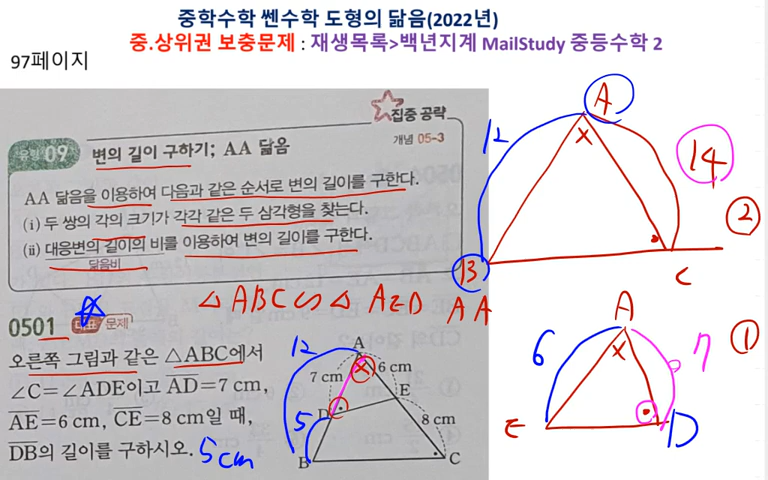 중학수학 쎈수학 도형의 닮음(2022년)
중.상위권 보충문제 : 재생목록>백년지계 MailStudy 중등수학 2
97페이지
집중 공략
유형 09 변의 길이 구하기; AA 닮음
개념 05-3
AA 닮음을 이용하여 다음과 같은 순서로 변의 길이를 구한다.
(i) 두 쌍의 각의 크기가 각각 같은 두 삼각형을 찾는다.
(ii) 대응변의 길이의 비를 이용하여 변의 길이를 구한다.
닮음비
△ABC∽△AED AA
0501 대표 문제
오른쪽 그림과 같은 △ABC에서
∠C=∠ADE이고 AD=7 cm,
AE=6 cm, CE=8 cm일 때,
DB의 길이를 구하시오. 5cm
12
A
7 cm
6 cm
D
E
5
8 cm
B
C
A
12
14
x
2
B
C
A
6
x
7
1
E
D